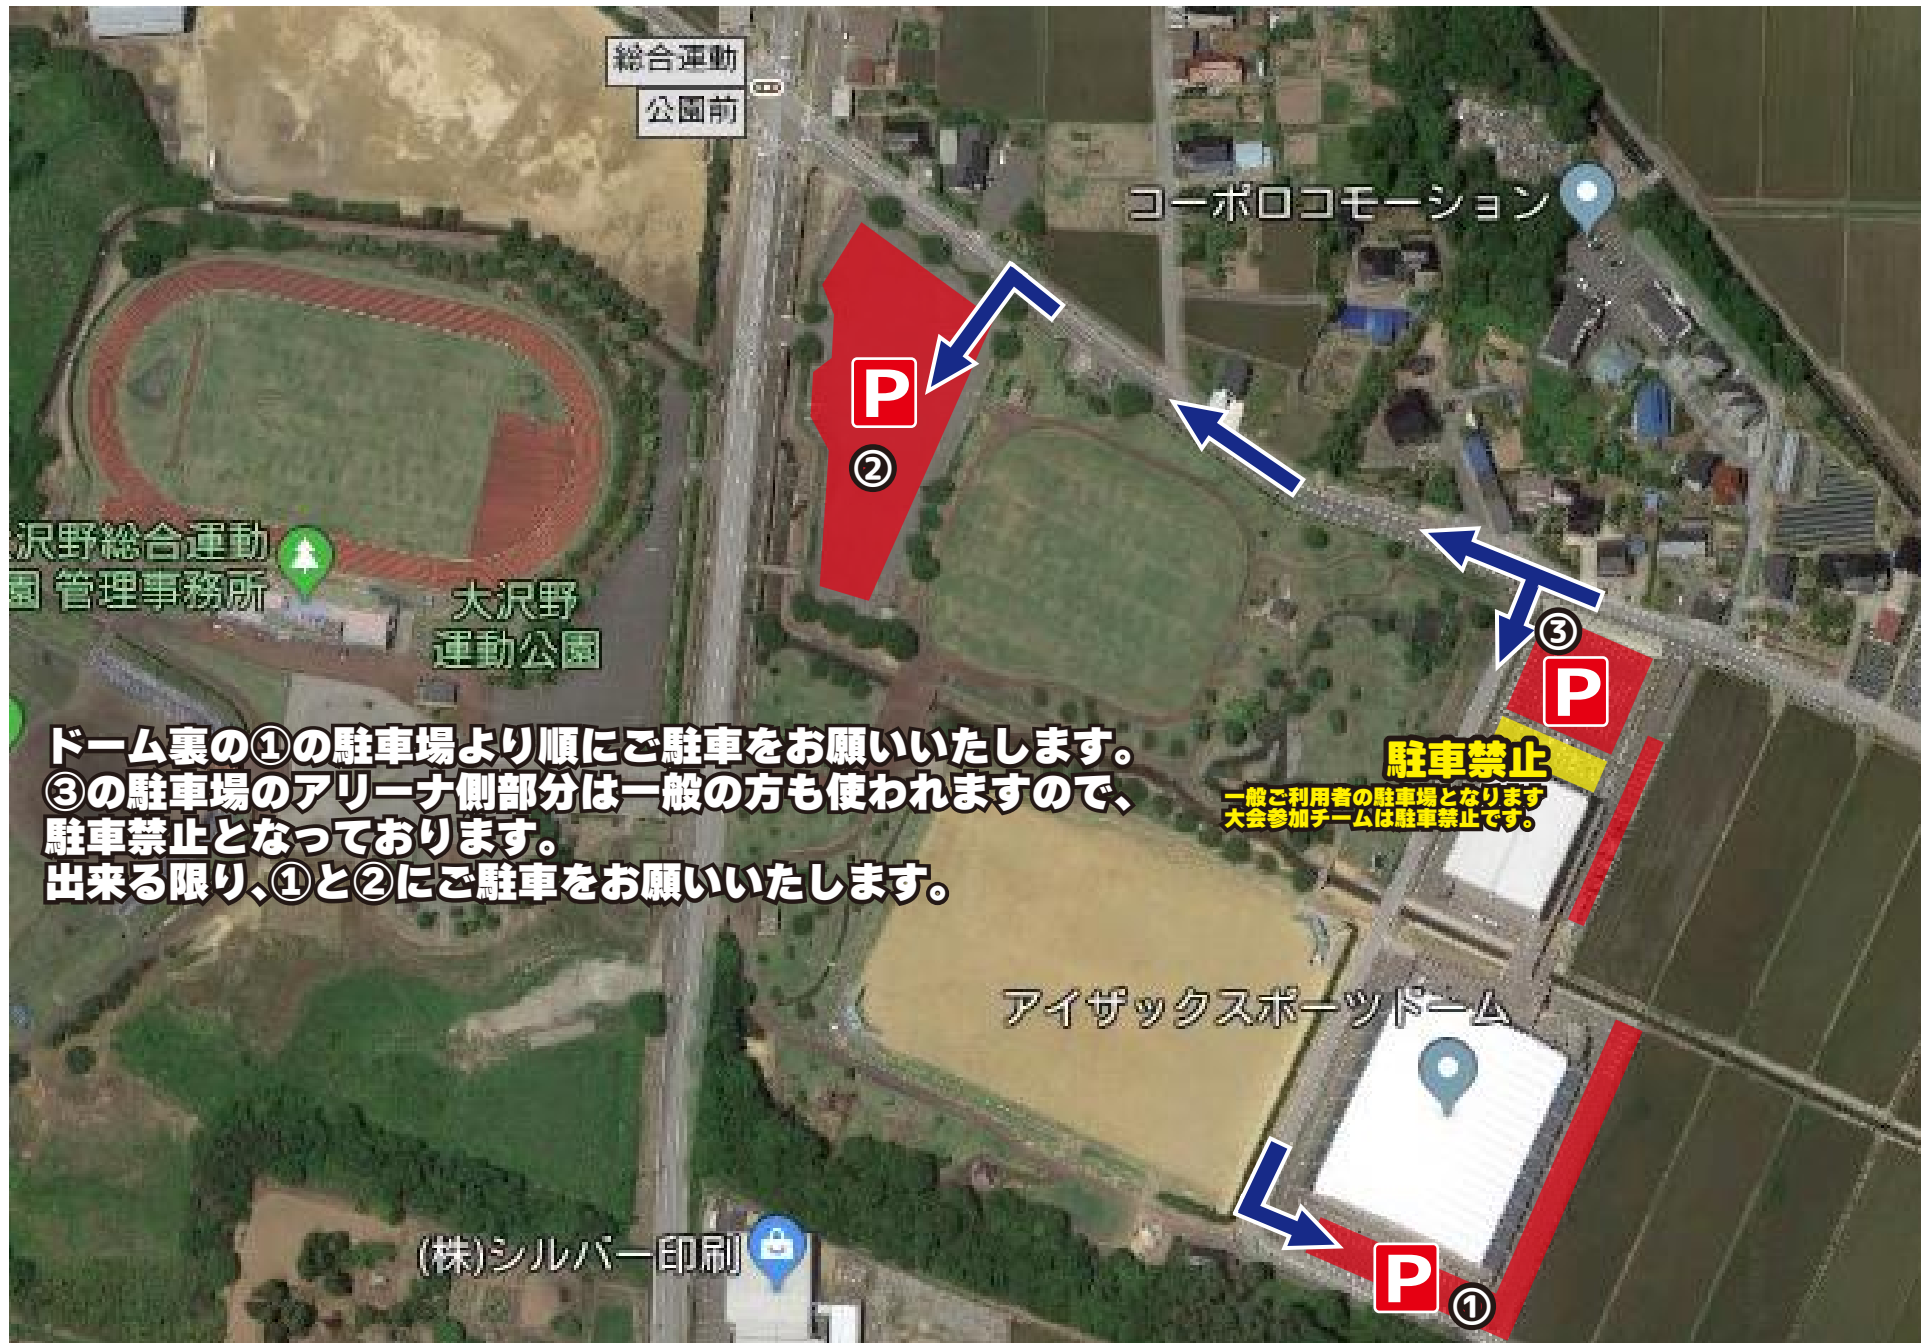 総合運動
公園前
コーポロコモーション
P
②
沢野総合運動
園 管理事務所
大沢野
運動公園
③
P
ドーム裏の①の駐車場より順にご駐車をお願いいたします。
③の駐車場のアリーナ側部分は一般の方も使われますので、
駐車禁止となっております。
出来る限り、①と②にご駐車をお願いいたします。
駐車禁止
一般ご利用者の駐車場となります
大会参加チームは駐車禁止です。
アイザックスポーツドーム
(株)シルバー印刷
P
①